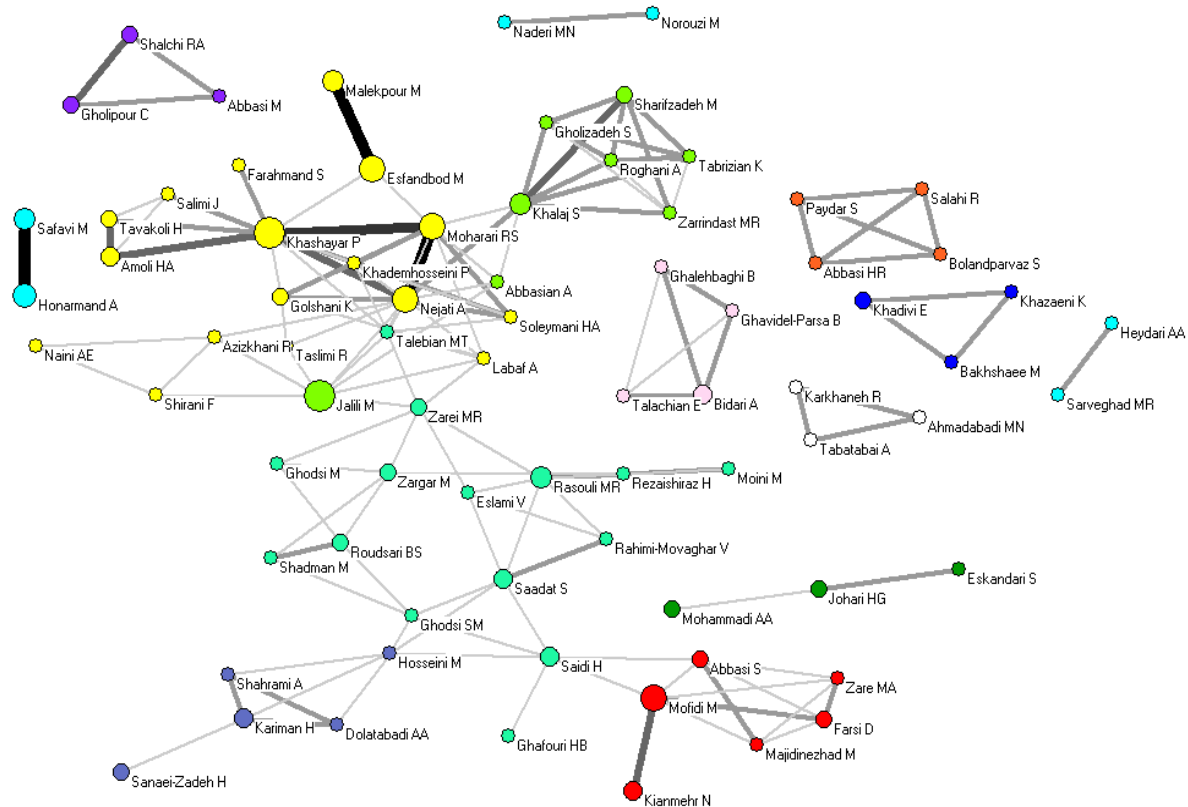 Naderi MN
Norouzi M
Shalchi RA
Gholipour C
Abbasi M
Malekpour M
Esfandbod M
Sharifzadeh M
Gholizadeh S
Tabrizian K
Roghani A
Khalaj S
Zarrindast MR
Farahmand S
Salimi J
Tavakoli H
Safavi M
Khashayar P
Moharari RS
Amoli HA
Khademhosseini P
Honarmand A
Golshani K
Nejati A
Abbasian A
Soleymani HA
Azizkhani R
Talebian MT
Taslimi R
Naini AE
Labaf A
Shirani F
Jalili M
Zarei MR
Paydar S
Salahi R
Abbasi HR
Bolandparvaz S
Ghalehbaghi B
Ghavidel-Parsa B
Khadivi E
Khazaeni K
Heydari AA
Bakhshaee M
Talachian E
Bidari A
Karkhaneh R
Ahmadabadi MN
Sarveghad MR
Tabatabai A
Ghodsi M
Zargar M
Rasouli MR
Rezaishiraz H
Moini M
Eslami V
Roudsari BS
Shadman M
Rahimi-Movaghar V
Saadat S
Eskandari S
Johari HG
Mohammadi AA
Ghodsi SM
Hosseini M
Saidi H
Abbasi S
Shahrami A
Zare MA
Mofidi M
Kariman H
Dolatabadi AA
Farsi D
Ghafouri HB
Majidinezhad M
Sanaei-Zadeh H
Kianmehr N